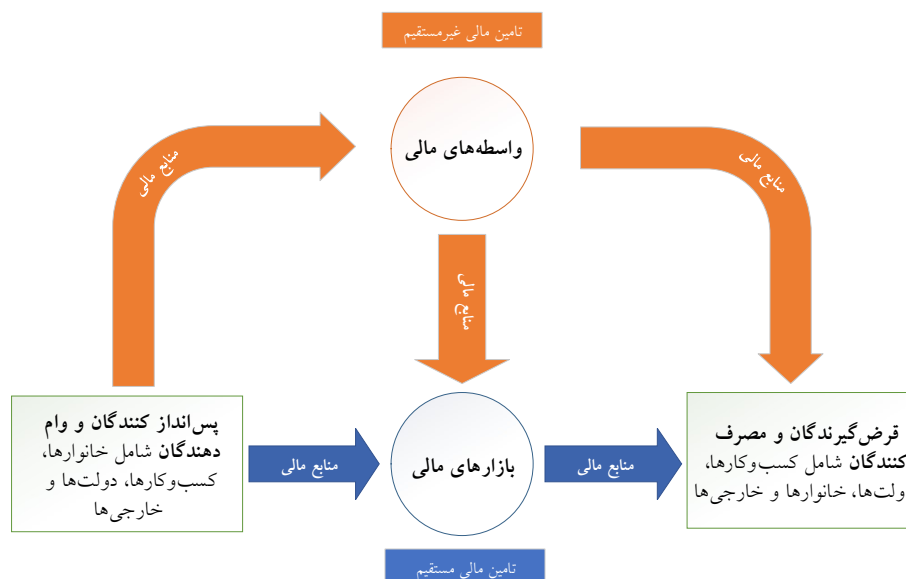 تامین مالی غیرمستقیم
واسطه‌های مالی
منابع مالی
منابع مالی
منابع مالی
پس‌انداز کنندگان و وام
دهندگان شامل خانوارها،
کسب‌وکارها، دولت‌ها و
خارجی‌ها
منابع مالی
بازارهای مالی
منابع مالی
قرض‌گیرندگان و مصرف
کنندگان شامل کسب‌وکارها،
ولت‌ها، خانوارها و خارجی‌ها
تامین مالی مستقیم